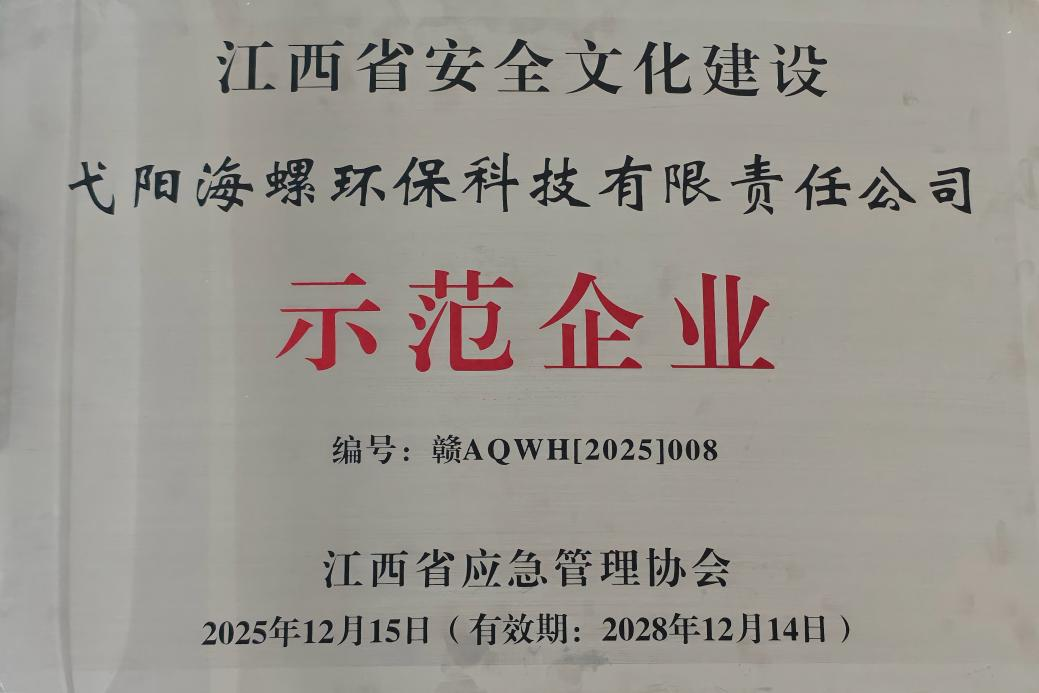 江西省安全文化建设
弋阳海螺环保科技有限责任公司
示范企业
编号：赣AQWH[2025]008
江西省应急管理协会
2025年12月15日（有效期：2028年12月14日）